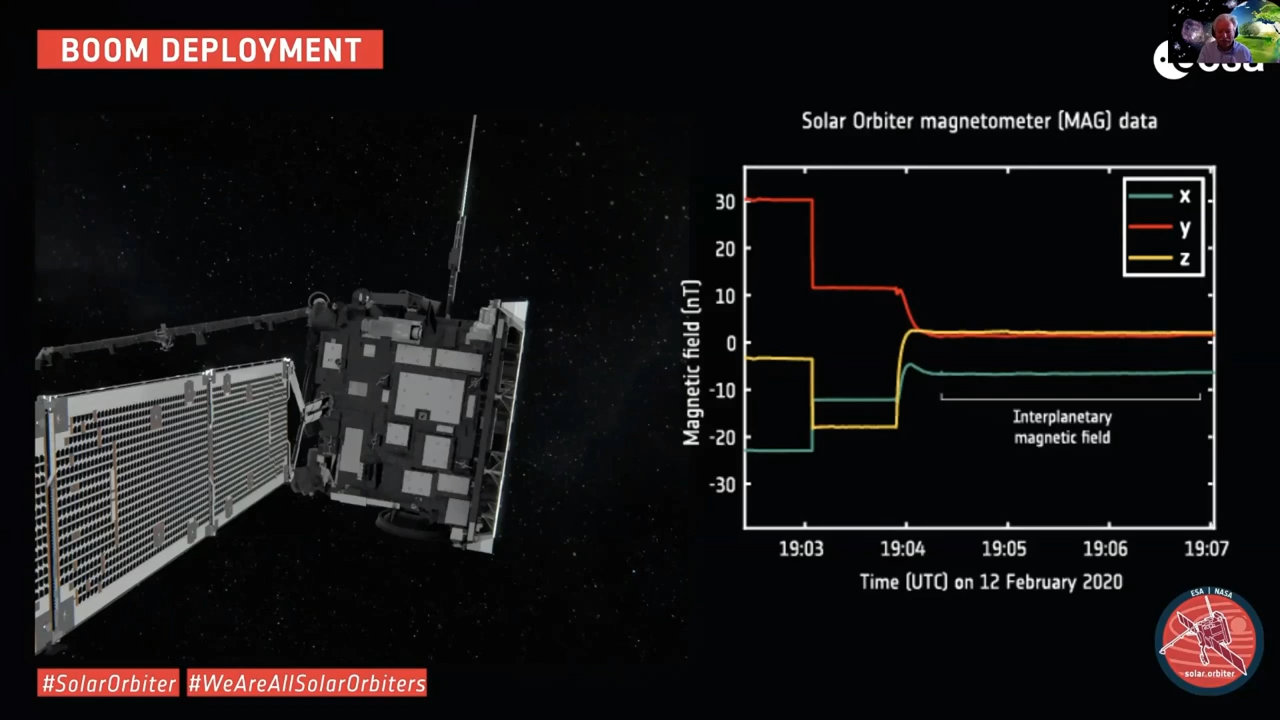 BOOM DEPLOYMENT
esa
Solar Orbiter magnetometer (MAG) data
30
20
10
0
-10
-20
-30
Magnetic field (nT)
x
y
z
Interplanetary
magnetic field
19:03 19:04 19:05 19:06 19:07
Time (UTC) on 12 February 2020
ESA | NASA
solar orbiter
#SolarOrbiter #WeAreAllSolarOrbiters